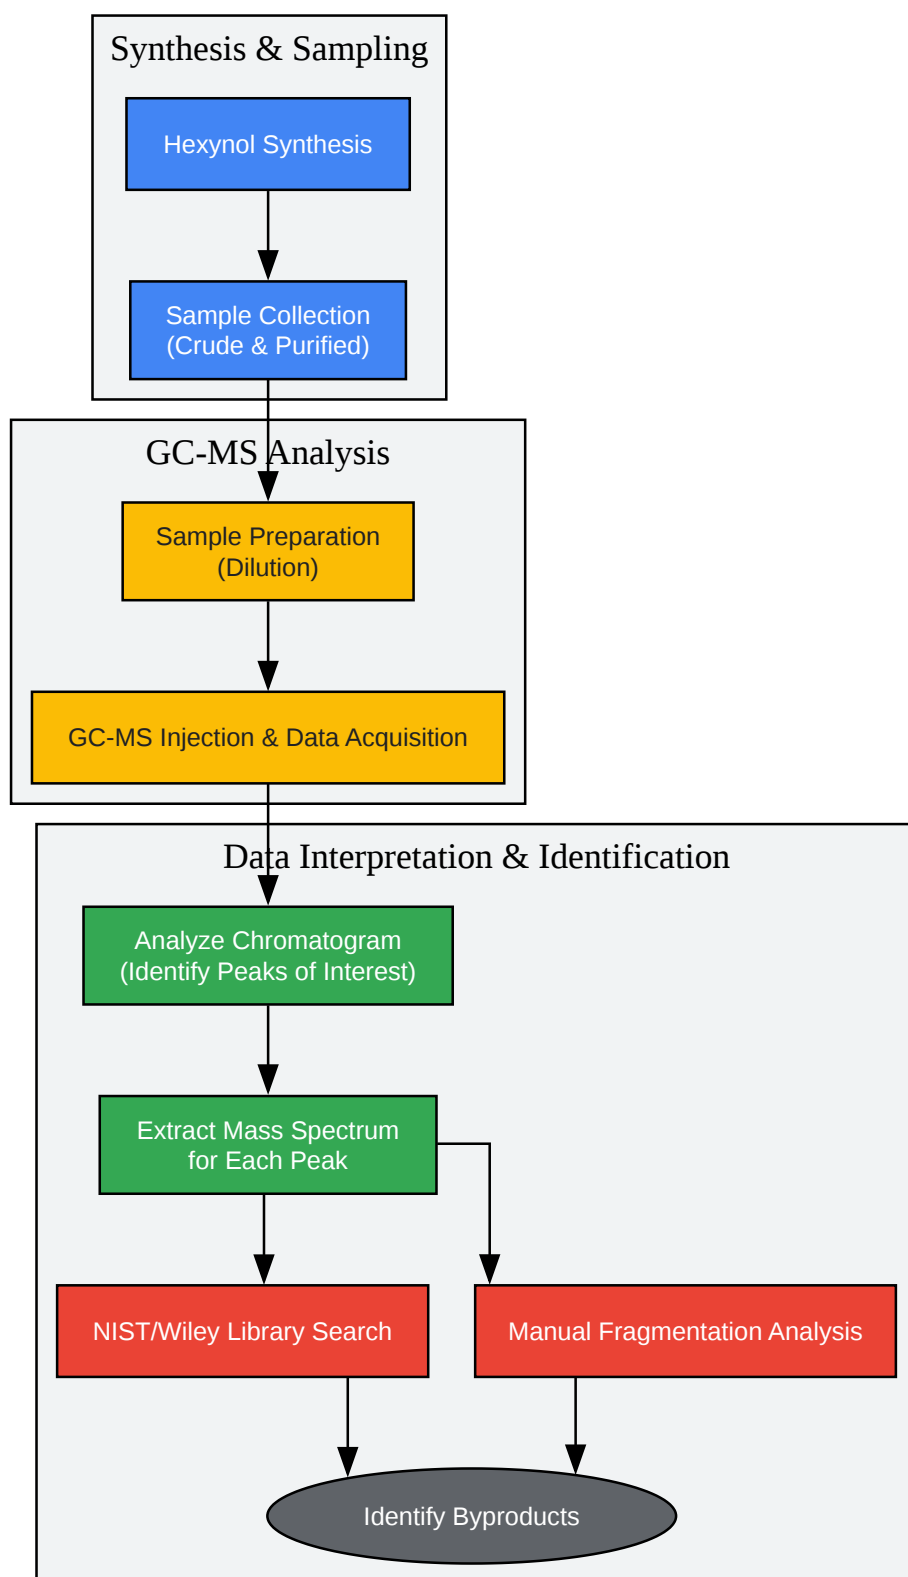 Synthesis & Sampling
Hexynol Synthesis
Sample Collection
(Crude & Purified)
GC-MS Analysis
Sample Preparation
(Dilution)
GC-MS Injection & Data Acquisition
Data Interpretation & Identification
Analyze Chromatogram
(Identify Peaks of Interest)
Extract Mass Spectrum
for Each Peak
NIST/Wiley Library Search
Manual Fragmentation Analysis
Identify Byproducts